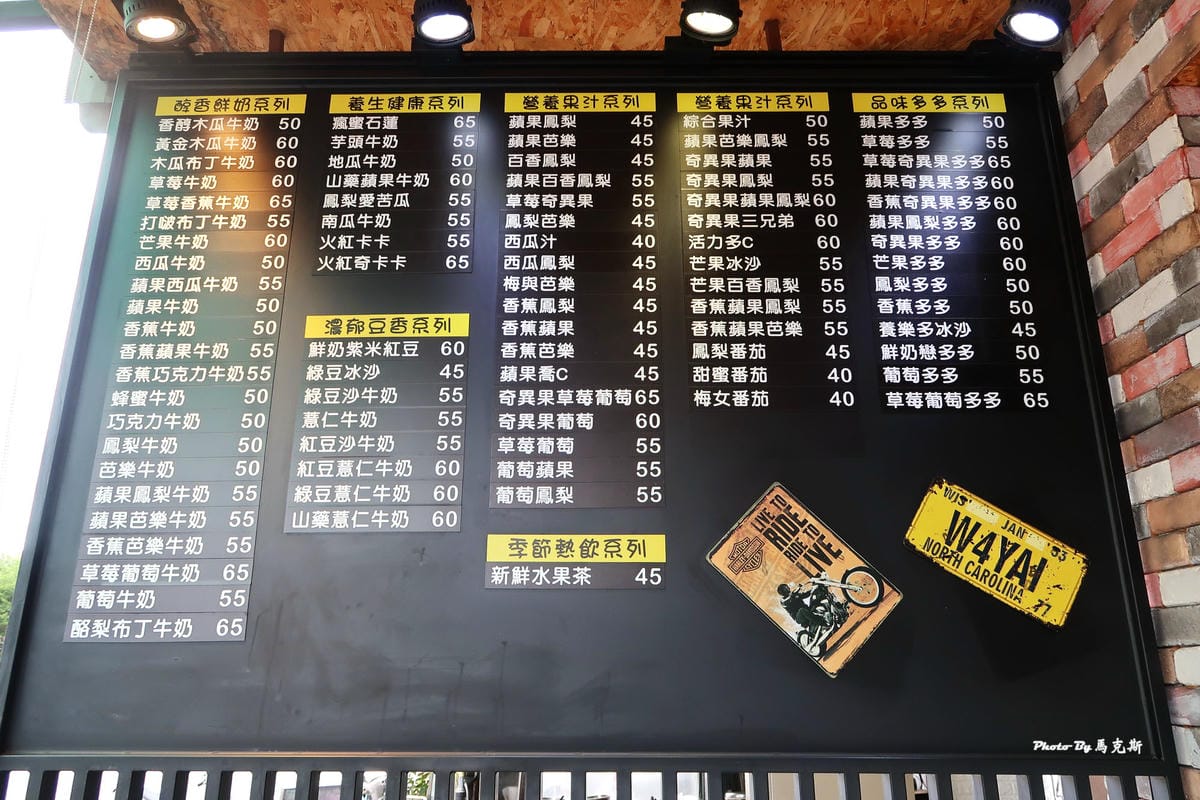 醇香鮮奶系列
香醇木瓜牛奶 50
黃金木瓜牛奶 60
木瓜布丁牛奶 60
草莓牛奶 60
草莓香蕉牛奶 65
打啵布丁牛奶 55
芒果牛奶 60
西瓜牛奶 50
蘋果西瓜牛奶 55
蘋果牛奶 50
香蕉牛奶 50
香蕉蘋果牛奶 55
香蕉巧克力牛奶 55
蜂蜜牛奶 50
巧克力牛奶 50
鳳梨牛奶 50
芭樂牛奶 50
蘋果鳳梨牛奶 55
蘋果芭樂牛奶 55
香蕉芭樂牛奶 55
草莓葡萄牛奶 65
葡萄牛奶 55
酪梨布丁牛奶 65
養生健康系列
瘋蜜石蓮 65
芋頭牛奶 55
地瓜牛奶 50
山藥蘋果牛奶 60
鳳梨愛苦瓜 55
南瓜牛奶 55
火紅卡卡 55
火紅奇卡卡 65
濃郁豆香系列
鮮奶紫米紅豆 60
綠豆冰沙 45
綠豆沙牛奶 55
薏仁牛奶 55
紅豆沙牛奶 55
紅豆薏仁牛奶 60
綠豆薏仁牛奶 60
山藥薏仁牛奶 60
營養果汁系列
蘋果鳳梨 45
蘋果芭樂 45
百香鳳梨 45
蘋果百香鳳梨 55
草莓奇異果 55
鳳梨芭樂 45
西瓜汁 40
西瓜鳳梨 45
梅與芭樂 45
香蕉鳳梨 45
香蕉蘋果 45
香蕉芭樂 45
蘋果喬C 45
奇異果草莓葡萄 65
奇異果葡萄 60
草莓葡萄 55
葡萄蘋果 55
葡萄鳳梨 55
季節熱飲系列
新鮮水果茶 45
營養果汁系列
綜合果汁 50
蘋果芭樂鳳梨 55
奇異果蘋果 55
奇異果鳳梨 55
奇異果蘋果鳳梨 60
奇異果三兄弟 60
活力多C 60
芒果冰沙 55
芒果百香鳳梨 55
香蕉蘋果鳳梨 55
香蕉蘋果芭樂 55
鳳梨番茄 45
甜蜜番茄 40
梅女番茄 40
品味多多系列
蘋果多多 50
草莓多多 55
草莓奇異果多多 65
蘋果奇異果多多 60
香蕉奇異果多多 60
蘋果鳳梨多多 60
奇異果多多 60
芒果多多 60
鳳梨多多 50
香蕉多多 50
養樂多冰沙 45
鮮奶戀多多 50
葡萄多多 55
草莓葡萄多多 65
LIVE TO
RIDE
RIDE TO
LIVE
JAN
W4YAI
NORTH CAROLINA
Photo By 馬克斯